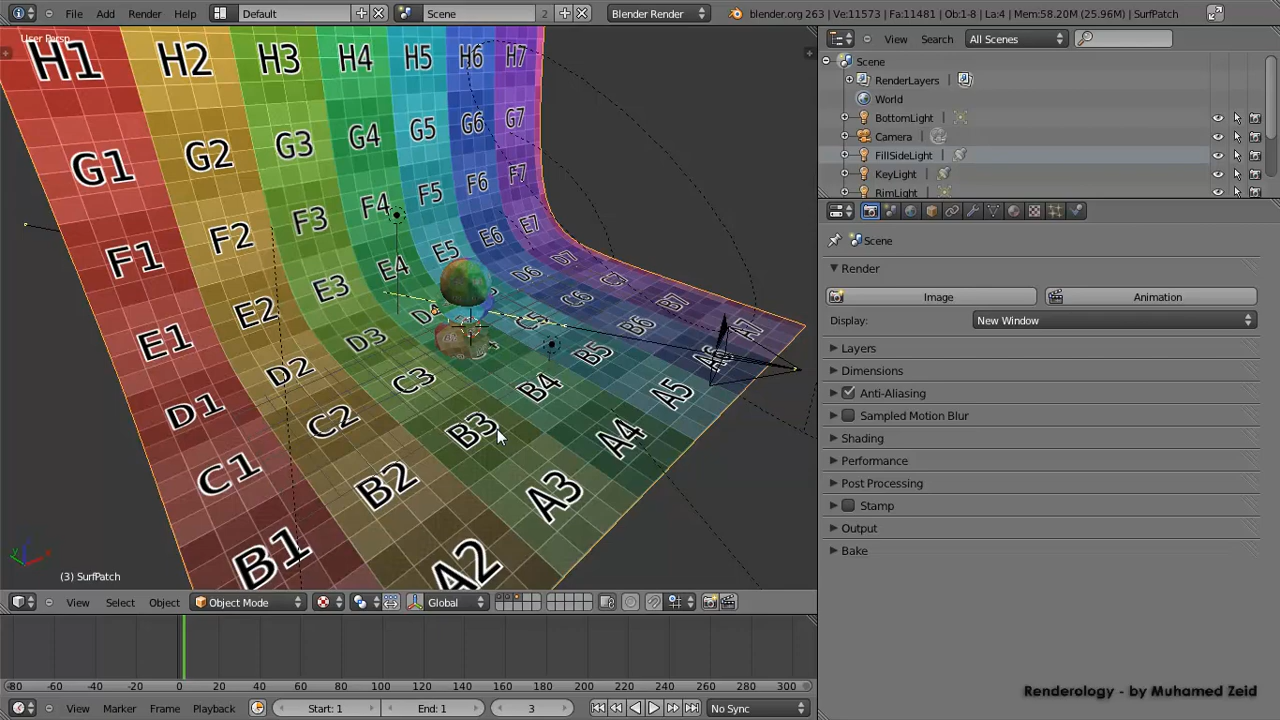 File Add Render Help Default Scene 2 Blender Render blender.org 263 | Ve:11573 | Fa:11481 | Ob:1-8 | La:4 | Mem:58.20M (25.96M) | SurfPatch
User Persp
View Search All Scenes
Scene
RenderLayers
World
BottomLight
Camera
FillSideLight
KeyLight
RimLight
H1 H2 H3 H4 H5 H6 H7
G1 G2 G3 G4 G5 G6 G7
F1 F2 F3 F4 F5 F6 F7
E1 E2 E3 E4 E5 E6 E7
D1 D2 D3 D6 D7
C1 C2 C3 C5 C6 C7
B1 B2 B3 B4 B5 B6 B7
A2 A3 A4 A5 A6 A7
(3) SurfPatch
Scene
Render
Image Animation
Display: New Window
Layers
Dimensions
Anti-Aliasing
Sampled Motion Blur
Shading
Performance
Post Processing
Stamp
Output
Bake
View Select Object Object Mode Global
-80 -60 -40 -20 0 20 40 60 80 100 120 140 160 180 200 220 240 260 280 300
View Marker Frame Playback Start: 1 End: 1 3 No Sync
Renderology - by Muhamed Zeid